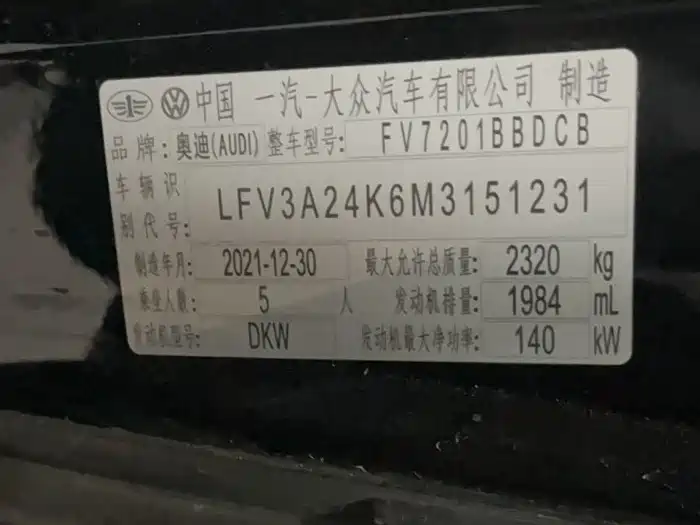 中国 一汽-大众汽车有限公司 制造
品牌: 奥迪(AUDI) 整车型号: FV7201BBDCB
车辆识
别代号: LFV3A24K6M3151231
制造年月: 2021-12-30 最大允许总质量: 2320 kg
乘坐人数: 5 人 发动机排量: 1984 mL
发动机型号: DKW 发动机最大净功率: 140 kW